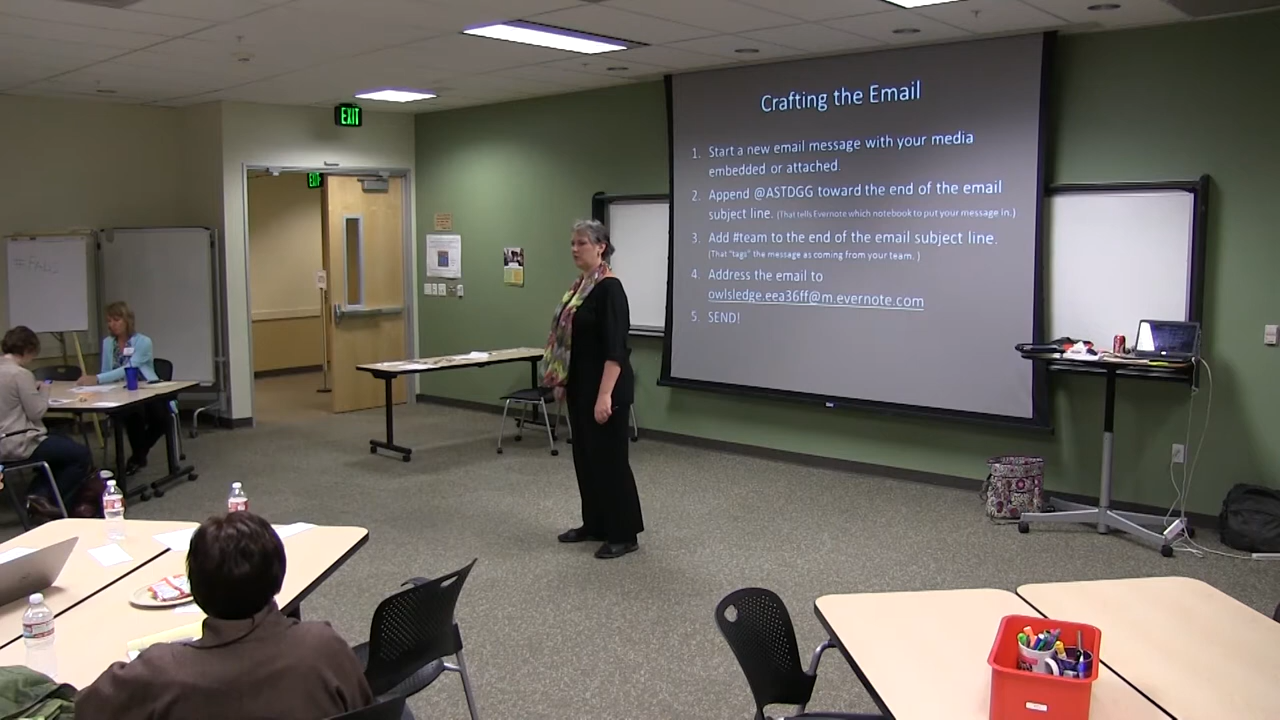 EXIT
EXIT
Crafting the Email
1. Start a new email message with your media
embedded or attached.
2. Append @ASTDGG toward the end of the email
subject line. (That tells Evernote which notebook to put your message in.)
3. Add #team to the end of the email subject line.
(That "tags" the message as coming from your team. )
4. Address the email to
owlsledge.eea36ff@m.evernote.com
5. SEND!